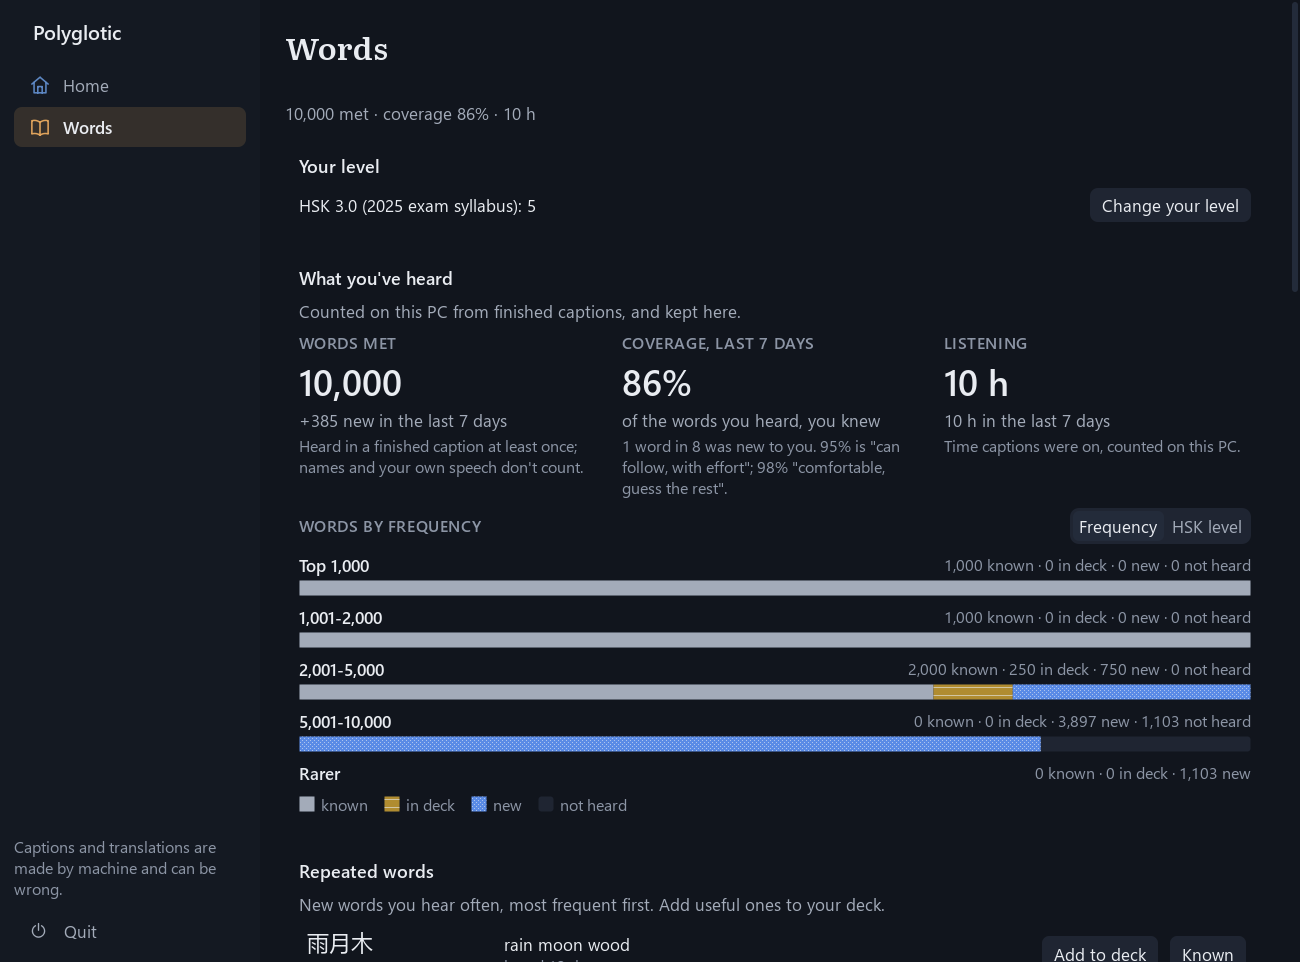 Polyglotic
Home
Words
Captions and translations are
made by machine and can be
wrong.
Quit
Words
10,000 met · coverage 86% · 10 h
Your level
HSK 3.0 (2025 exam syllabus): 5
Change your level
What you've heard
Counted on this PC from finished captions, and kept here.
WORDS MET
10,000
+385 new in the last 7 days
Heard in a finished caption at least once;
names and your own speech don't count.
COVERAGE, LAST 7 DAYS
86%
of the words you heard, you knew
1 word in 8 was new to you. 95% is "can
follow, with effort"; 98% "comfortable,
guess the rest".
LISTENING
10 h
10 h in the last 7 days
Time captions were on, counted on this PC.
WORDS BY FREQUENCY
Frequency HSK level
Top 1,000 1,000 known · 0 in deck · 0 new · 0 not heard
1,001-2,000 1,000 known · 0 in deck · 0 new · 0 not heard
2,001-5,000 2,000 known · 250 in deck · 750 new · 0 not heard
5,001-10,000 0 known · 0 in deck · 3,897 new · 1,103 not heard
Rarer 0 known · 0 in deck · 1,103 new
known in deck new not heard
Repeated words
New words you hear often, most frequent first. Add useful ones to your deck.
雨月木 rain moon wood
Add to deck Known